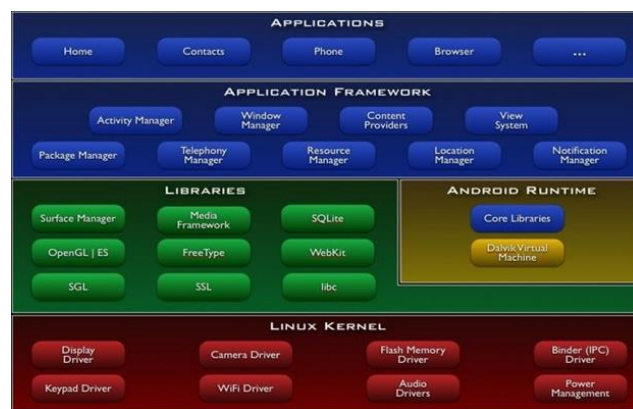 APPLICATIONS
Home
Contacts
Phone
Browser
...
APPLICATION FRAMEWORK
Activity Manager
Window
Manager
Content
Providers
View
System
Package Manager
Telephony
Manager
Resource
Manager
Location
Manager
Notification
Manager
LIBRARIES
Surface Manager
Media
Framework
SQLite
OpenGL | ES
FreeType
WebKit
SGL
SSL
libc
ANDROID RUNTIME
Core Libraries
Dalvik Virtual
Machine
LINUX KERNEL
Display
Driver
Camera Driver
Flash Memory
Driver
Binder (IPC)
Driver
Keypad Driver
WiFi Driver
Audio
Drivers
Power
Management